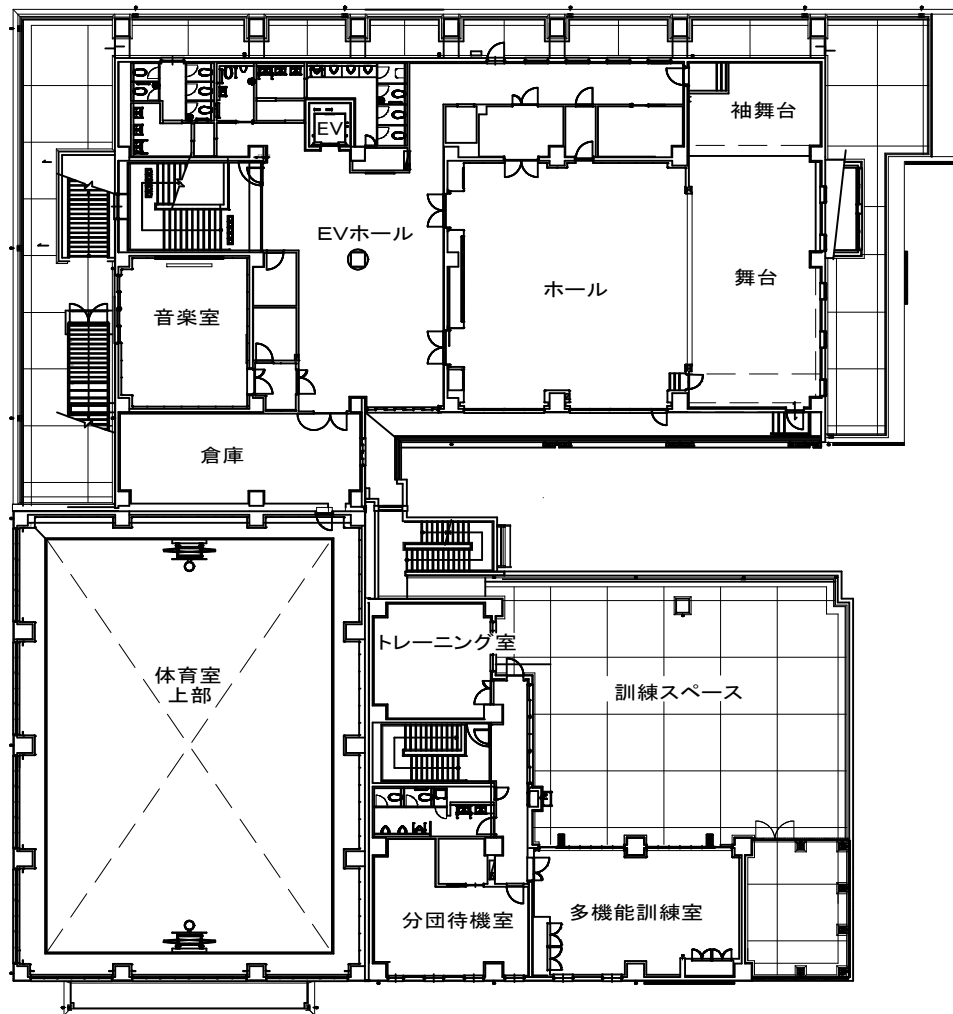 袖舞台
EV
EVホール
ホール
舞台
音楽室
倉庫
トレーニング室
体育室
上部
訓練スペース
分団待機室
多機能訓練室